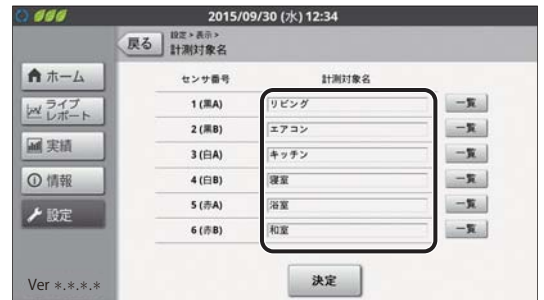 2015/09/30 (水) 12:34
戻る
設定 > 表示 >
計測対象名
ホーム
ライブ
レポート
実績
情報
設定
Ver *.*.*.*
センサ番号 計測対象名
1 (黒A) リビング 一覧
2 (黒B) エアコン 一覧
3 (白A) キッチン 一覧
4 (白B) 寝室 一覧
5 (赤A) 浴室 一覧
6 (赤B) 和室 一覧
決定